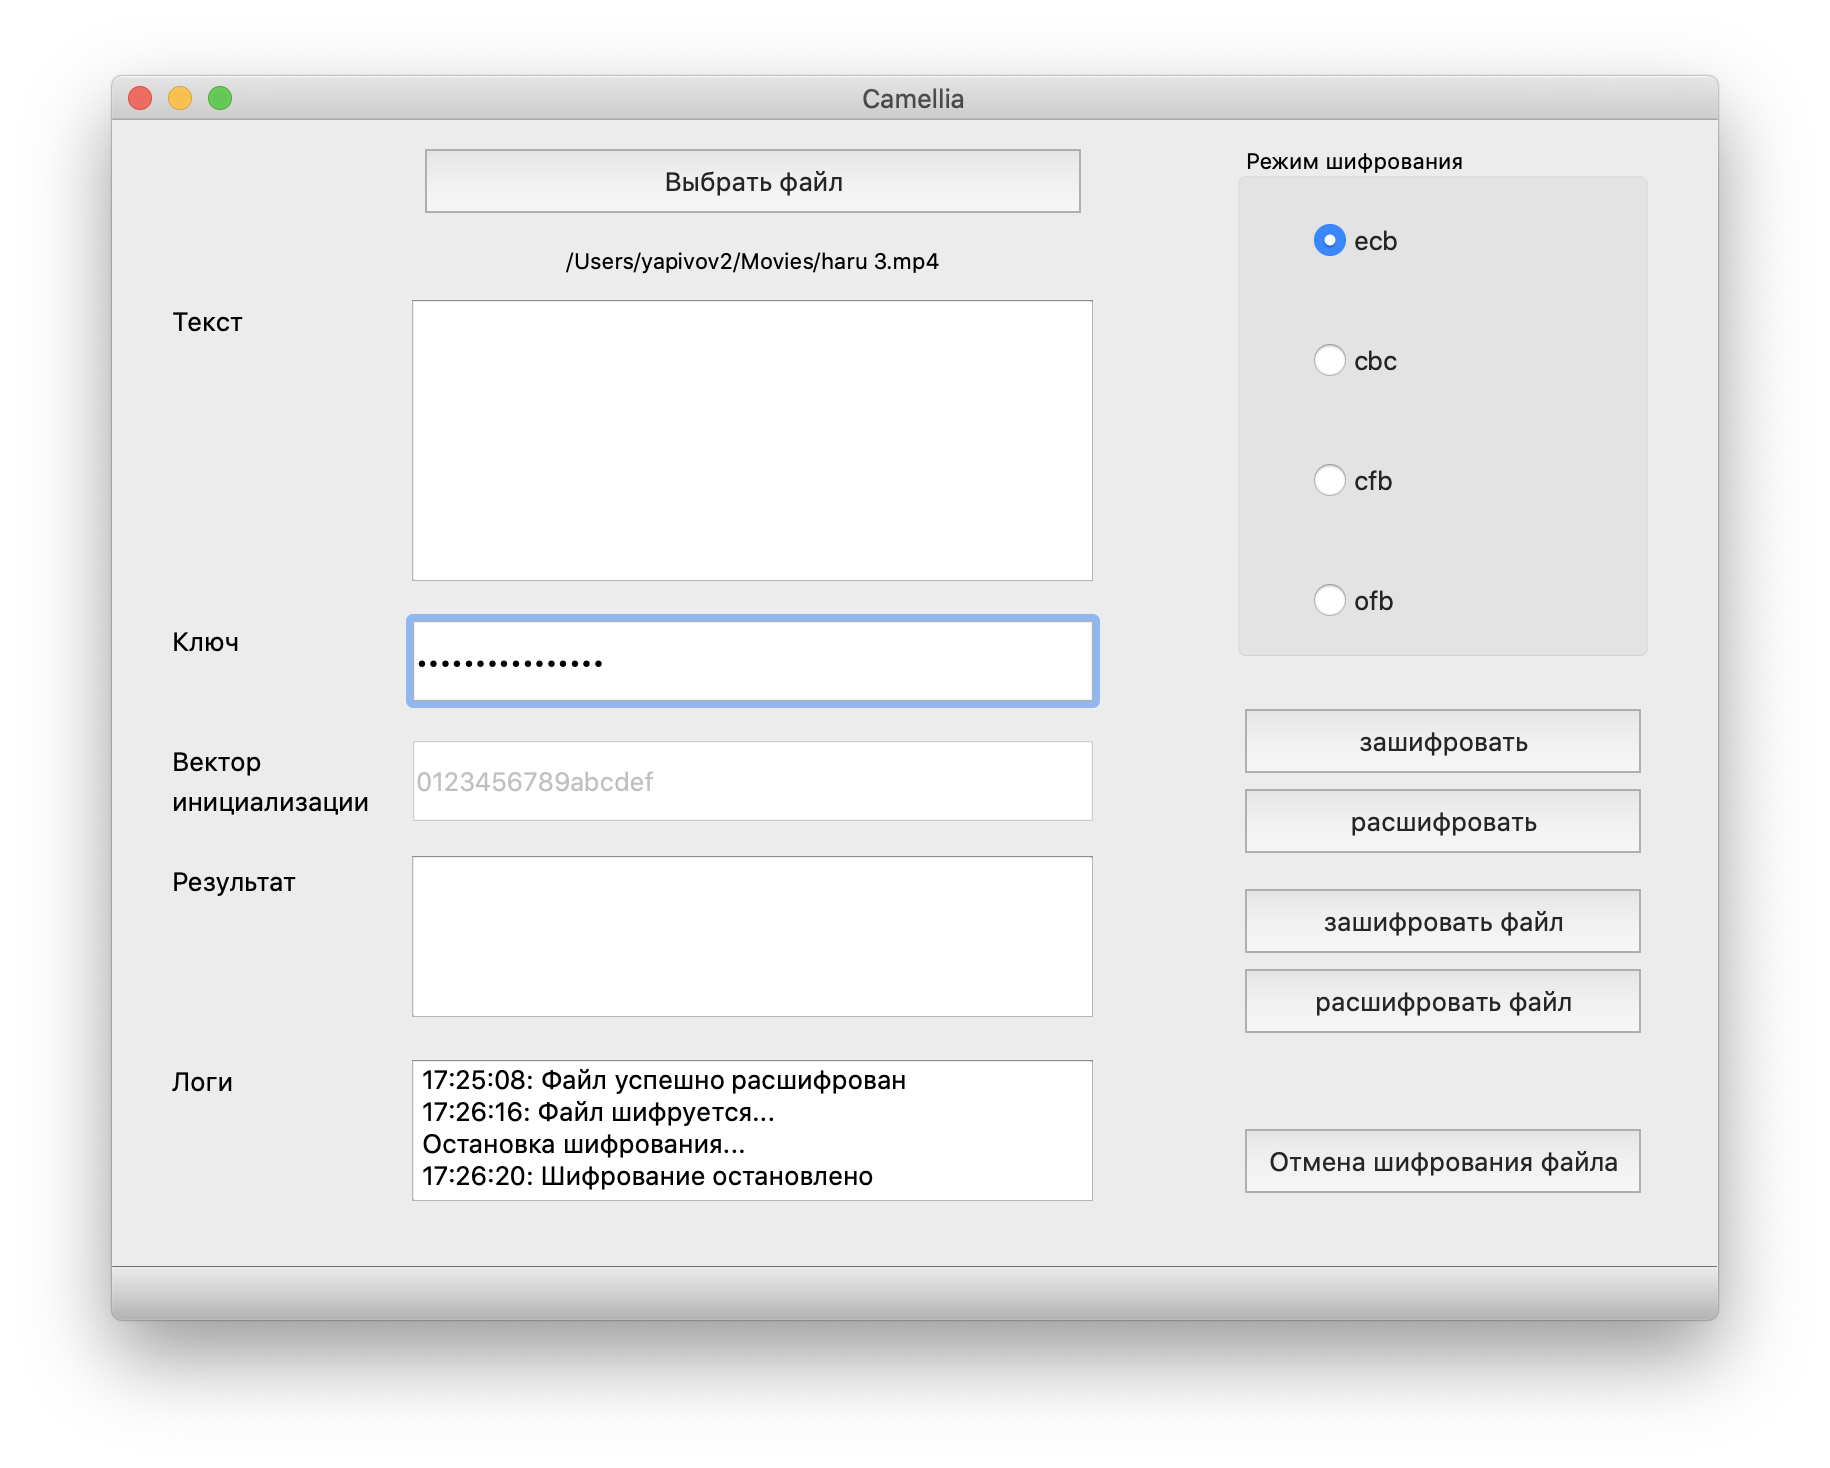 Camellia
Выбрать файл
/Users/yapivov2/Movies/haru 3.mp4
Текст
Ключ
••••••••••••••••
Вектор
инициализации
0123456789abcdef
Результат
Логи
17:25:08: Файл успешно расшифрован
17:26:16: Файл шифруется...
Остановка шифрования...
17:26:20: Шифрование остановлено
Режим шифрования
ecb
cbc
cfb
ofb
зашифровать
расшифровать
зашифровать файл
расшифровать файл
Отмена шифрования файла